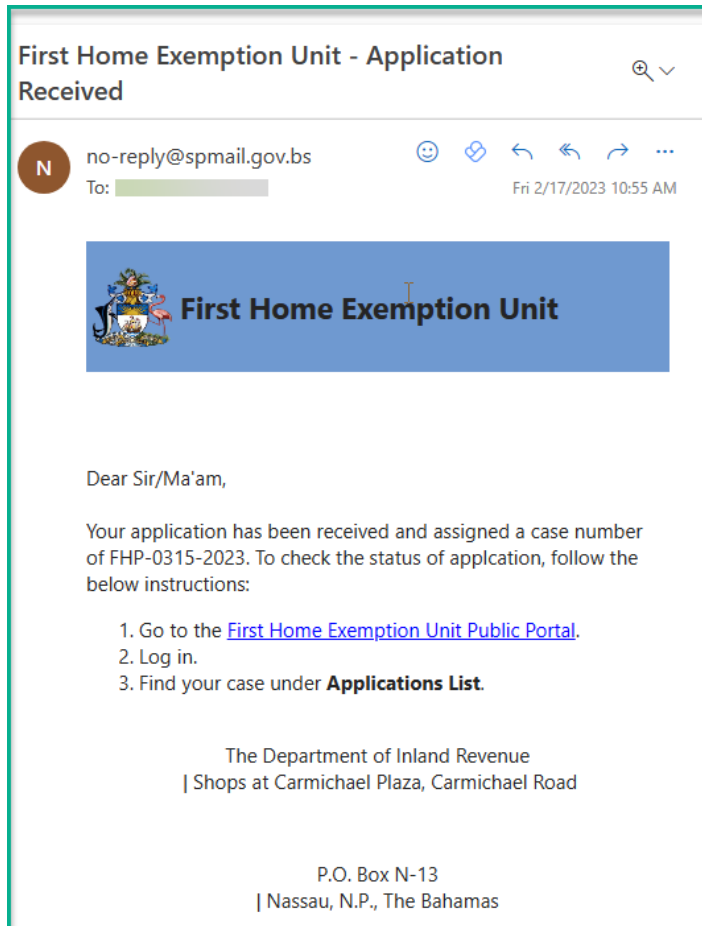 First Home Exemption Unit - Application
Received
N
no-reply@spmail.gov.bs
To:
Fri 2/17/2023 10:55 AM
First Home Exemption Unit
Dear Sir/Ma'am,
Your application has been received and assigned a case number
of FHP-0315-2023. To check the status of applcation, follow the
below instructions:
1. Go to the First Home Exemption Unit Public Portal.
2. Log in.
3. Find your case under Applications List.
The Department of Inland Revenue
| Shops at Carmichael Plaza, Carmichael Road
P.O. Box N-13
| Nassau, N.P., The Bahamas